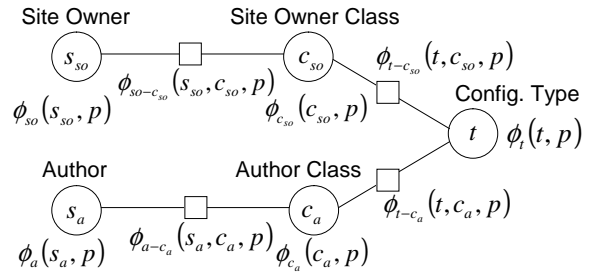 Site Owner Site Owner Class
s_so c_so ϕ_{t−c_so}(t, c_so, p)
ϕ_{so−c_so}(s_so, c_so, p)
ϕ_so(s_so, p) ϕ_{c_so}(c_so, p) Config. Type
t ϕ_t(t, p)
Author Author Class
s_a c_a ϕ_{t−c_a}(t, c_a, p)
ϕ_{a−c_a}(s_a, c_a, p)
ϕ_a(s_a, p) ϕ_{c_a}(c_a, p)